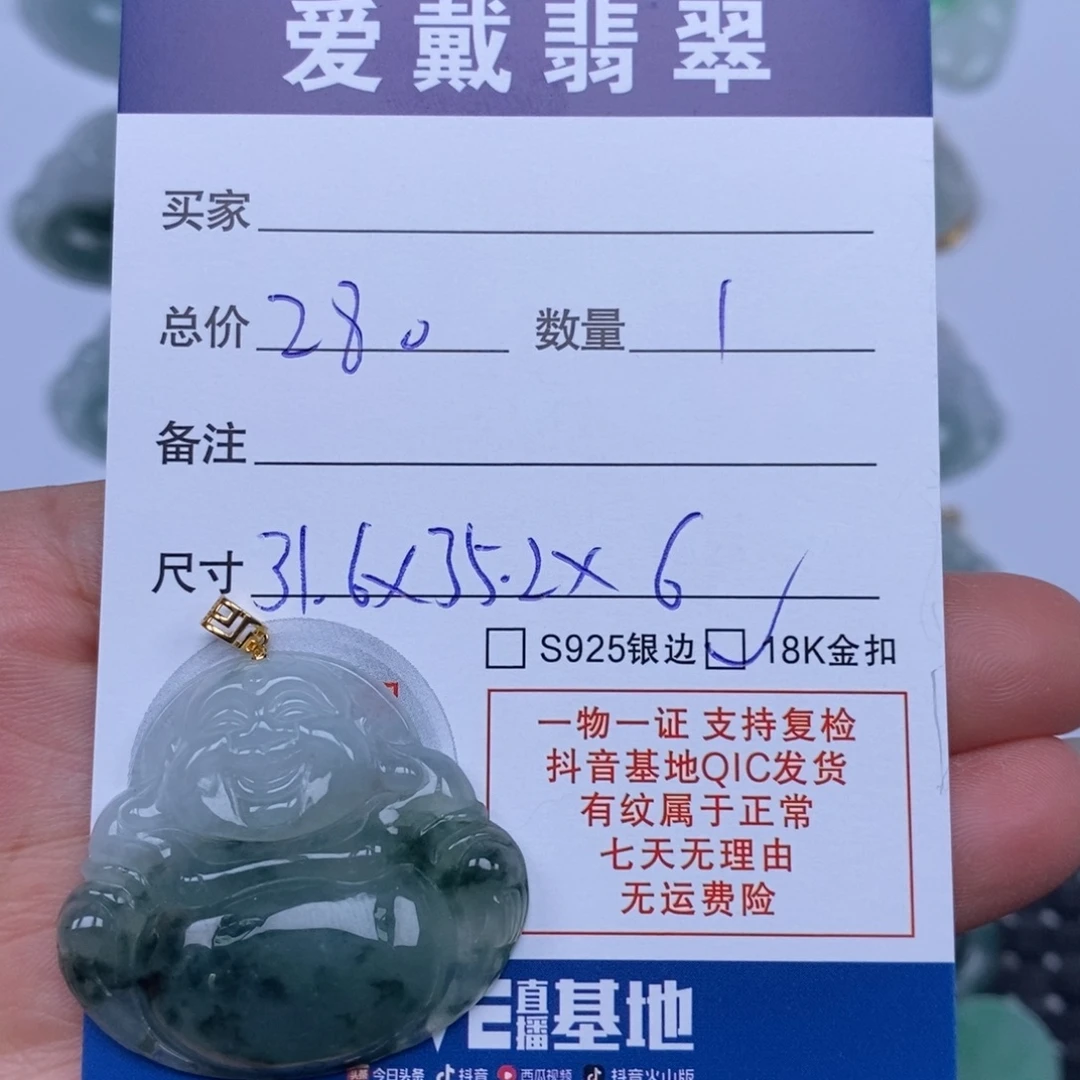 爱戴翡翠
买家
总价 280 数量 1
备注
尺寸 31.6x35.2x6
S925银边 18K金扣
一物一证 支持复检
抖音基地QIC发货
有纹属于正常
七天无理由
无运费险
直播基地
今日头条 抖音 西瓜视频 抖音火山版